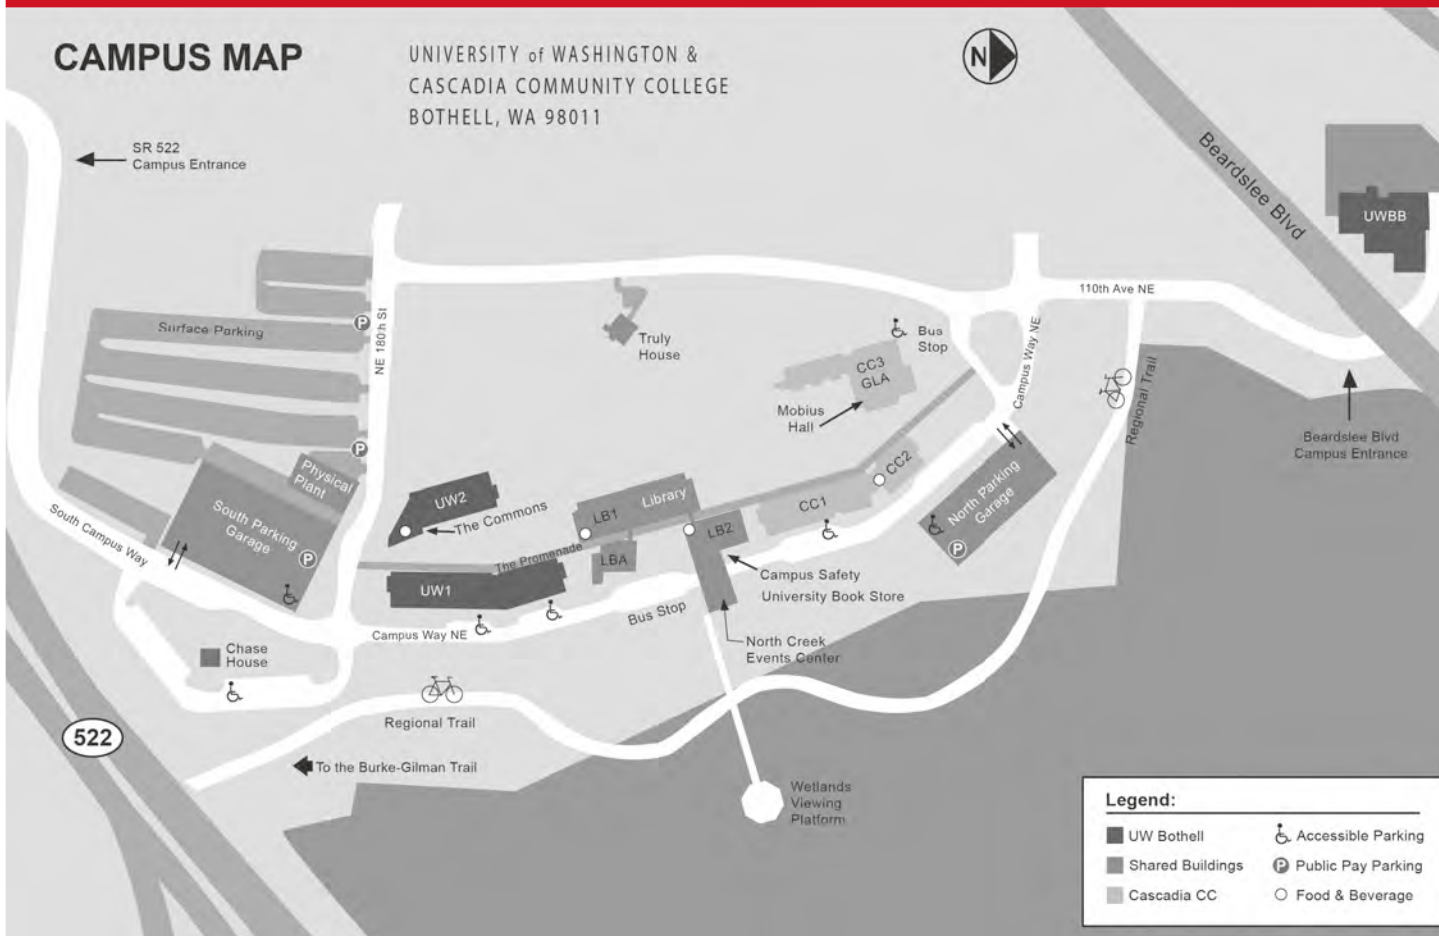 CAMPUS MAP
UNIVERSITY of WASHINGTON &
CASCADIA COMMUNITY COLLEGE
BOTHELL, WA 98011
N
SR 522
Campus Entrance
Beardslee Blvd
UWBB
110th Ave NE
Surface Parking
P
NE 180th St
Truly
House
Bus
Stop
CC3
GLA
Campus Way NE
Regional Trail
Mobius
Hall
Beardslee Blvd
Campus Entrance
P
Physical
Plant
UW2
The Commons
Library
LB1
CC2
CC1
North Parking
Garage
P
South Parking
Garage
P
South Campus Way
The Promenade
LBA
LB2
UW1
Campus Safety
University Book Store
Bus Stop
Campus Way NE
North Creek
Events Center
Chase
House
Regional Trail
522
To the Burke-Gilman Trail
Wetlands
Viewing
Platform
Legend:
UW Bothell
Accessible Parking
Shared Buildings
P Public Pay Parking
Cascadia CC
Food & Beverage